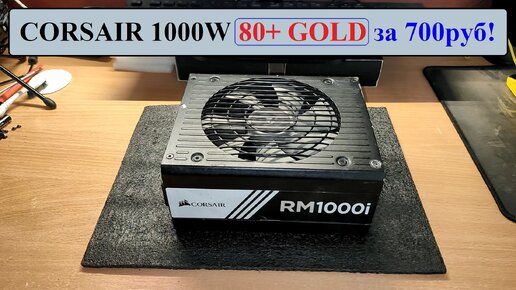 CORSAIR 1000W 80+ GOLD за 700руб!
CORSAIR
RM1000i